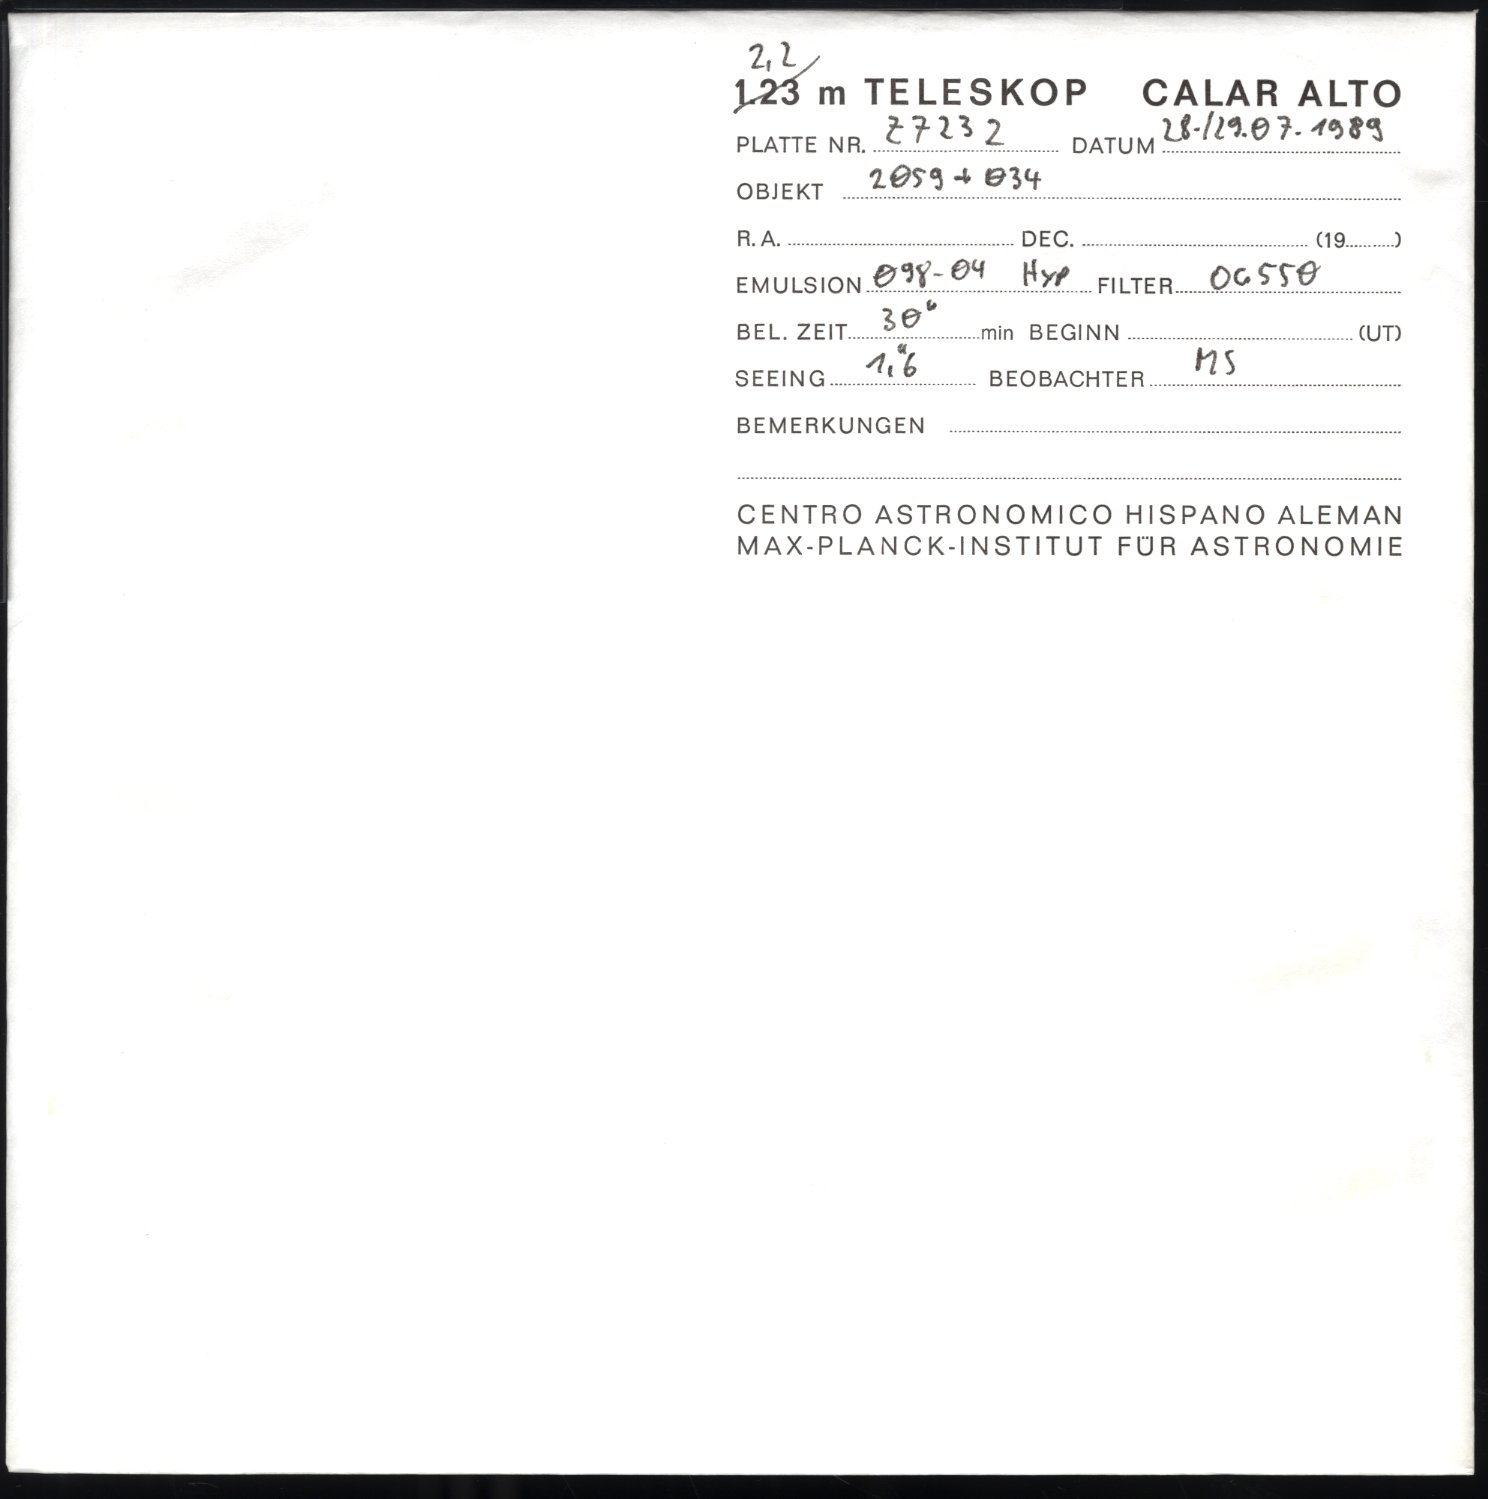 2,2
1.23 m TELESKOP CALAR ALTO
PLATTE NR. Z7232 DATUM 28./29.07.1989
OBJEKT 2059+034
R.A. DEC. (19 )
EMULSION 098-04 Hyp FILTER OG550
BEL. ZEIT 30 min BEGINN (UT)
SEEING 1,"6 BEOBACHTER MS
BEMERKUNGEN
CENTRO ASTRONOMICO HISPANO ALEMAN
MAX-PLANCK-INSTITUT FÜR ASTRONOMIE